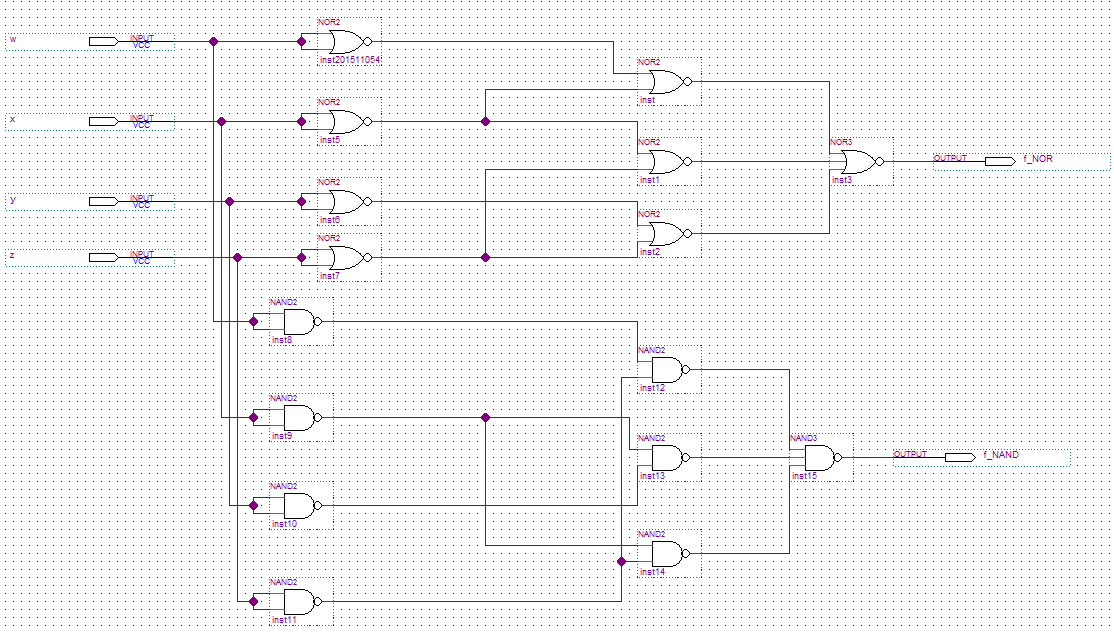 NOR2
w INPUT VCC
inst201511054
NOR2
inst
NOR2
x INPUT VCC
inst5
NOR2
NOR3
OUTPUT f_NOR
inst1
inst3
NOR2
y INPUT VCC
inst6
NOR2
inst2
NOR2
z INPUT VCC
inst7
NAND2
inst8
NAND2
inst12
NAND2
inst9
NAND2
NAND3
OUTPUT f_NAND
inst13
inst15
NAND2
inst10
NAND2
inst14
NAND2
inst11